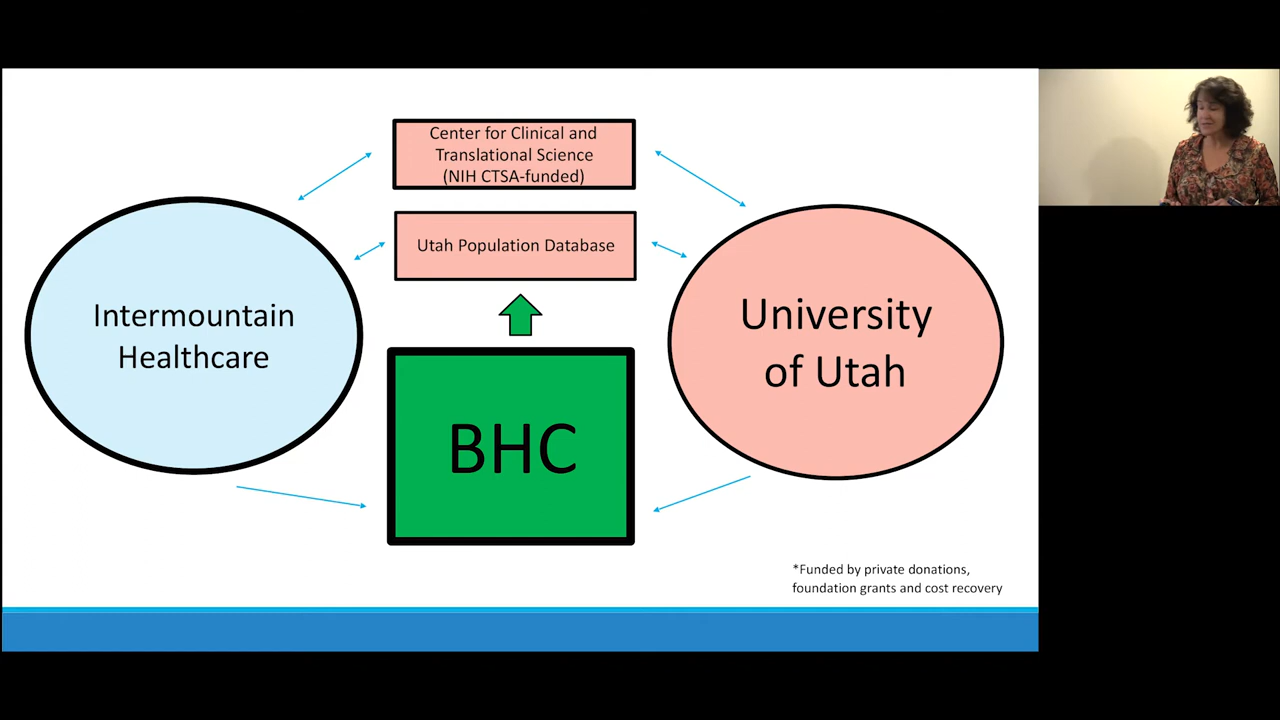 Center for Clinical and
Translational Science
(NIH CTSA-funded)
Utah Population Database
Intermountain
Healthcare
University
of Utah
BHC
*Funded by private donations,
foundation grants and cost recovery